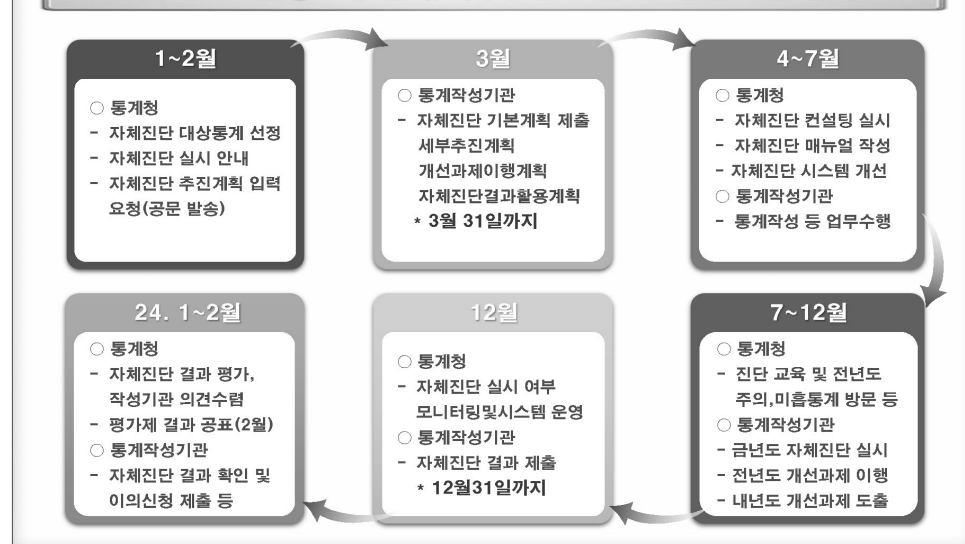 1~2월
○ 통계청
- 자체진단 대상통계 선정
- 자체진단 실시 안내
- 자체진단 추진계획 입력
요청(공문 발송)
3월
○ 통계작성기관
- 자체진단 기본계획 제출
세부추진계획
개선과제이행계획
자체진단결과활용계획
* 3월 31일까지
4~7월
○ 통계청
- 자체진단 컨설팅 실시
- 자체진단 매뉴얼 작성
- 자체진단 시스템 개선
○ 통계작성기관
- 통계작성 등 업무수행
7~12월
○ 통계청
- 진단 교육 및 전년도
주의,미흡통계 방문 등
○ 통계작성기관
- 금년도 자체진단 실시
- 전년도 개선과제 이행
- 내년도 개선과제 도출
12월
○ 통계청
- 자체진단 실시 여부
모니터링및시스템 운영
○ 통계작성기관
- 자체진단 결과 제출
* 12월31일까지
24. 1~2월
○ 통계청
- 자체진단 결과 평가,
작성기관 의견수렴
- 평가제 결과 공표(2월)
○ 통계작성기관
- 자체진단 결과 확인 및
이의신청 제출 등